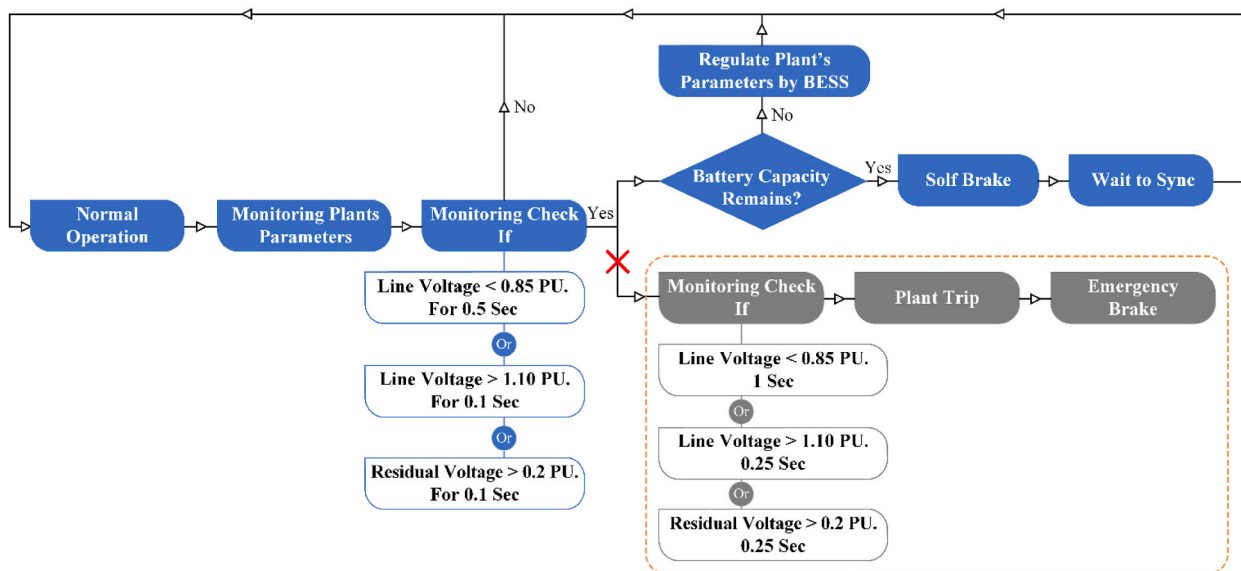 No
Regulate Plant's
Parameters by BESS
No
Battery Capacity
Remains?
Yes
Solf Brake
Wait to Sync
Normal
Operation
Monitoring Plants
Parameters
Monitoring Check
If
Yes
Line Voltage < 0.85 PU.
For 0.5 Sec
Or
Line Voltage > 1.10 PU.
For 0.1 Sec
Or
Residual Voltage > 0.2 PU.
For 0.1 Sec
Monitoring Check
If
Plant Trip
Emergency
Brake
Line Voltage < 0.85 PU.
1 Sec
Or
Line Voltage > 1.10 PU.
0.25 Sec
Or
Residual Voltage > 0.2 PU.
0.25 Sec